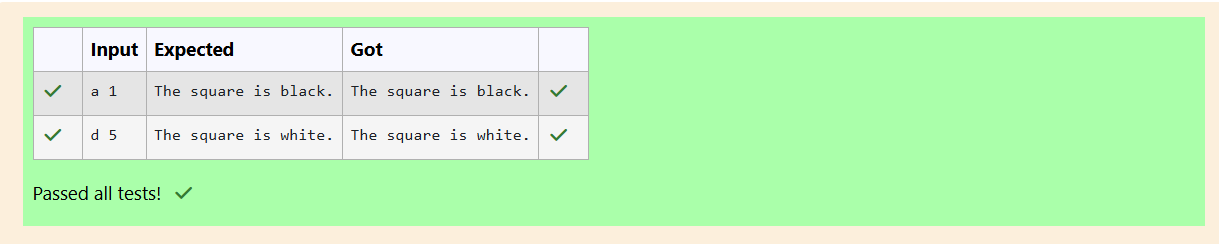 Input Expected Got
a 1 The square is black. The square is black.
d 5 The square is white. The square is white.
Passed all tests!